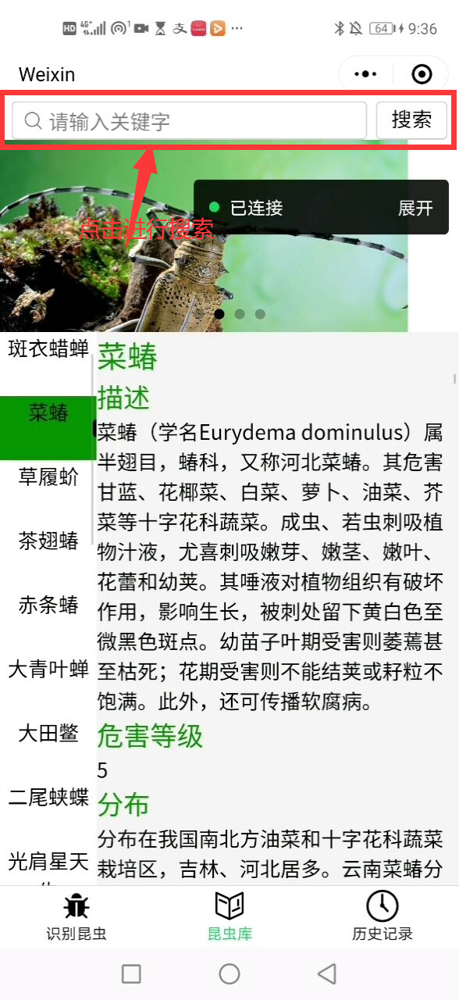 HD 4G 64 9:36
Weixin
请输入关键字
搜索
已连接 展开
点击进行搜索
斑衣蜡蝉
菜蝽
草履蚧
茶翅蝽
赤条蝽
大青叶蝉
大田鳖
二尾蛱蝶
光肩星天
菜蝽
描述
菜蝽（学名Eurydema dominulus）属
半翅目，蝽科，又称河北菜蝽。其危害
甘蓝、花椰菜、白菜、萝卜、油菜、芥
菜等十字花科蔬菜。成虫、若虫刺吸植
物汁液，尤喜刺吸嫩芽、嫩茎、嫩叶、
花蕾和幼荚。其唾液对植物组织有破坏
作用，影响生长，被刺处留下黄白色至
微黑色斑点。幼苗子叶期受害则萎蔫甚
至枯死；花期受害则不能结荚或籽粒不
饱满。此外，还可传播软腐病。
危害等级
5
分布
分布在我国南北方油菜和十字花科蔬菜
栽培区，吉林、河北居多。云南菜蝽分
识别昆虫 昆虫库 历史记录